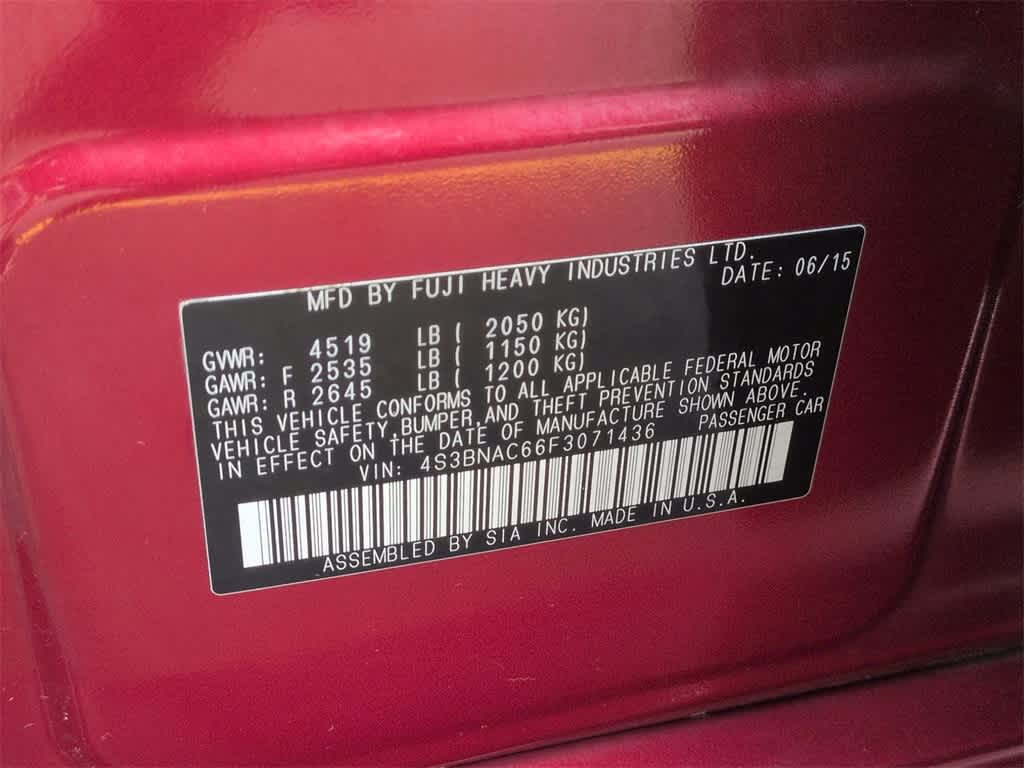 MFD BY FUJI HEAVY INDUSTRIES LTD.
DATE: 06/15
GVWR: 4519 LB ( 2050 KG)
GAWR: F 2535 LB ( 1150 KG)
GAWR: R 2645 LB ( 1200 KG)
THIS VEHICLE CONFORMS TO ALL APPLICABLE FEDERAL MOTOR
VEHICLE SAFETY,BUMPER,AND THEFT PREVENTION STANDARDS
IN EFFECT ON THE DATE OF MANUFACTURE SHOWN ABOVE.
VIN: 4S3BNAC66F3071436 PASSENGER CAR
ASSEMBLED BY SIA INC. MADE IN U.S.A.